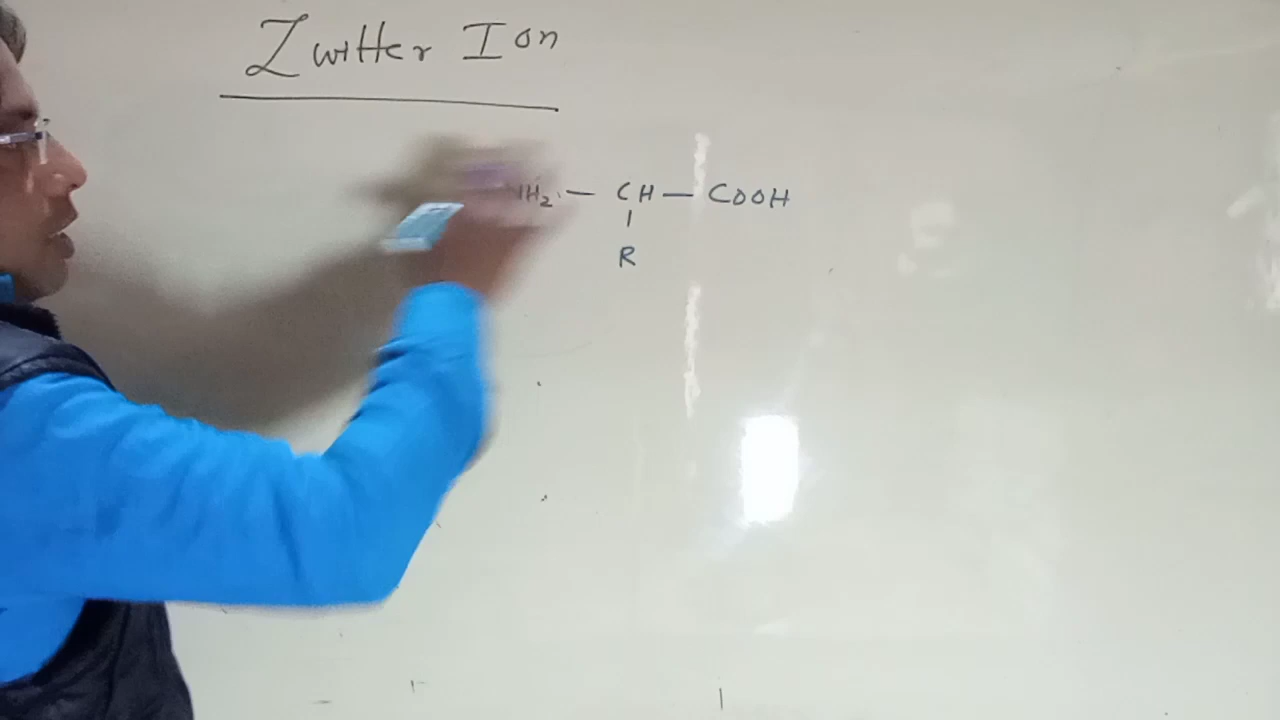 Zwitter Ion
NH₂ — CH — COOH
|
R